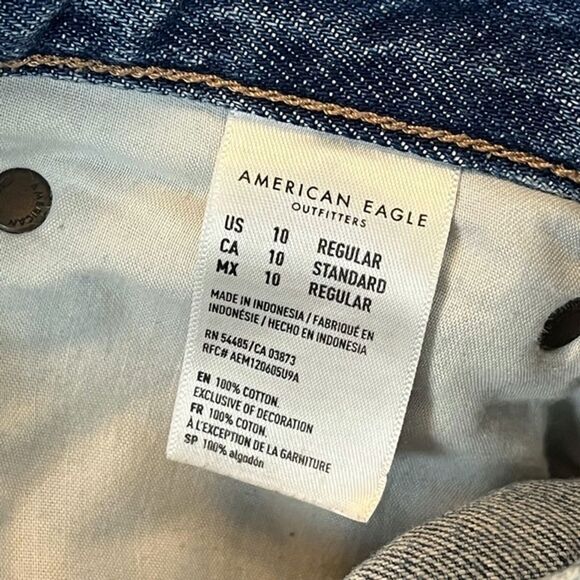 AMERICAN EAGLE
OUTFITTERS
US 10 REGULAR
CA 10 STANDARD
MX 10 REGULAR
MADE IN INDONESIA / FABRIQUÉ EN
INDONÉSIE / HECHO EN INDONESIA
RN 54485/CA 03873
RFC# AEM120605U9A
EN 100% COTTON.
EXCLUSIVE OF DECORATION
FR 100% COTON.
À L'EXCEPTION DE LA GARNITURE
SP 100% algodón
AMERICAN